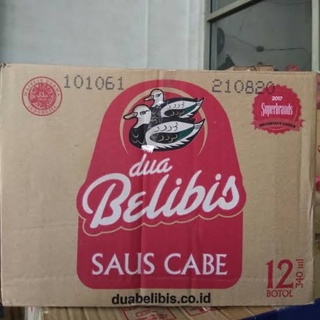 101061 210820
2017
Superbrands
dua
Belibis
SAUS CABE
12
BOTOL
340 ml
duabelibis.co.id